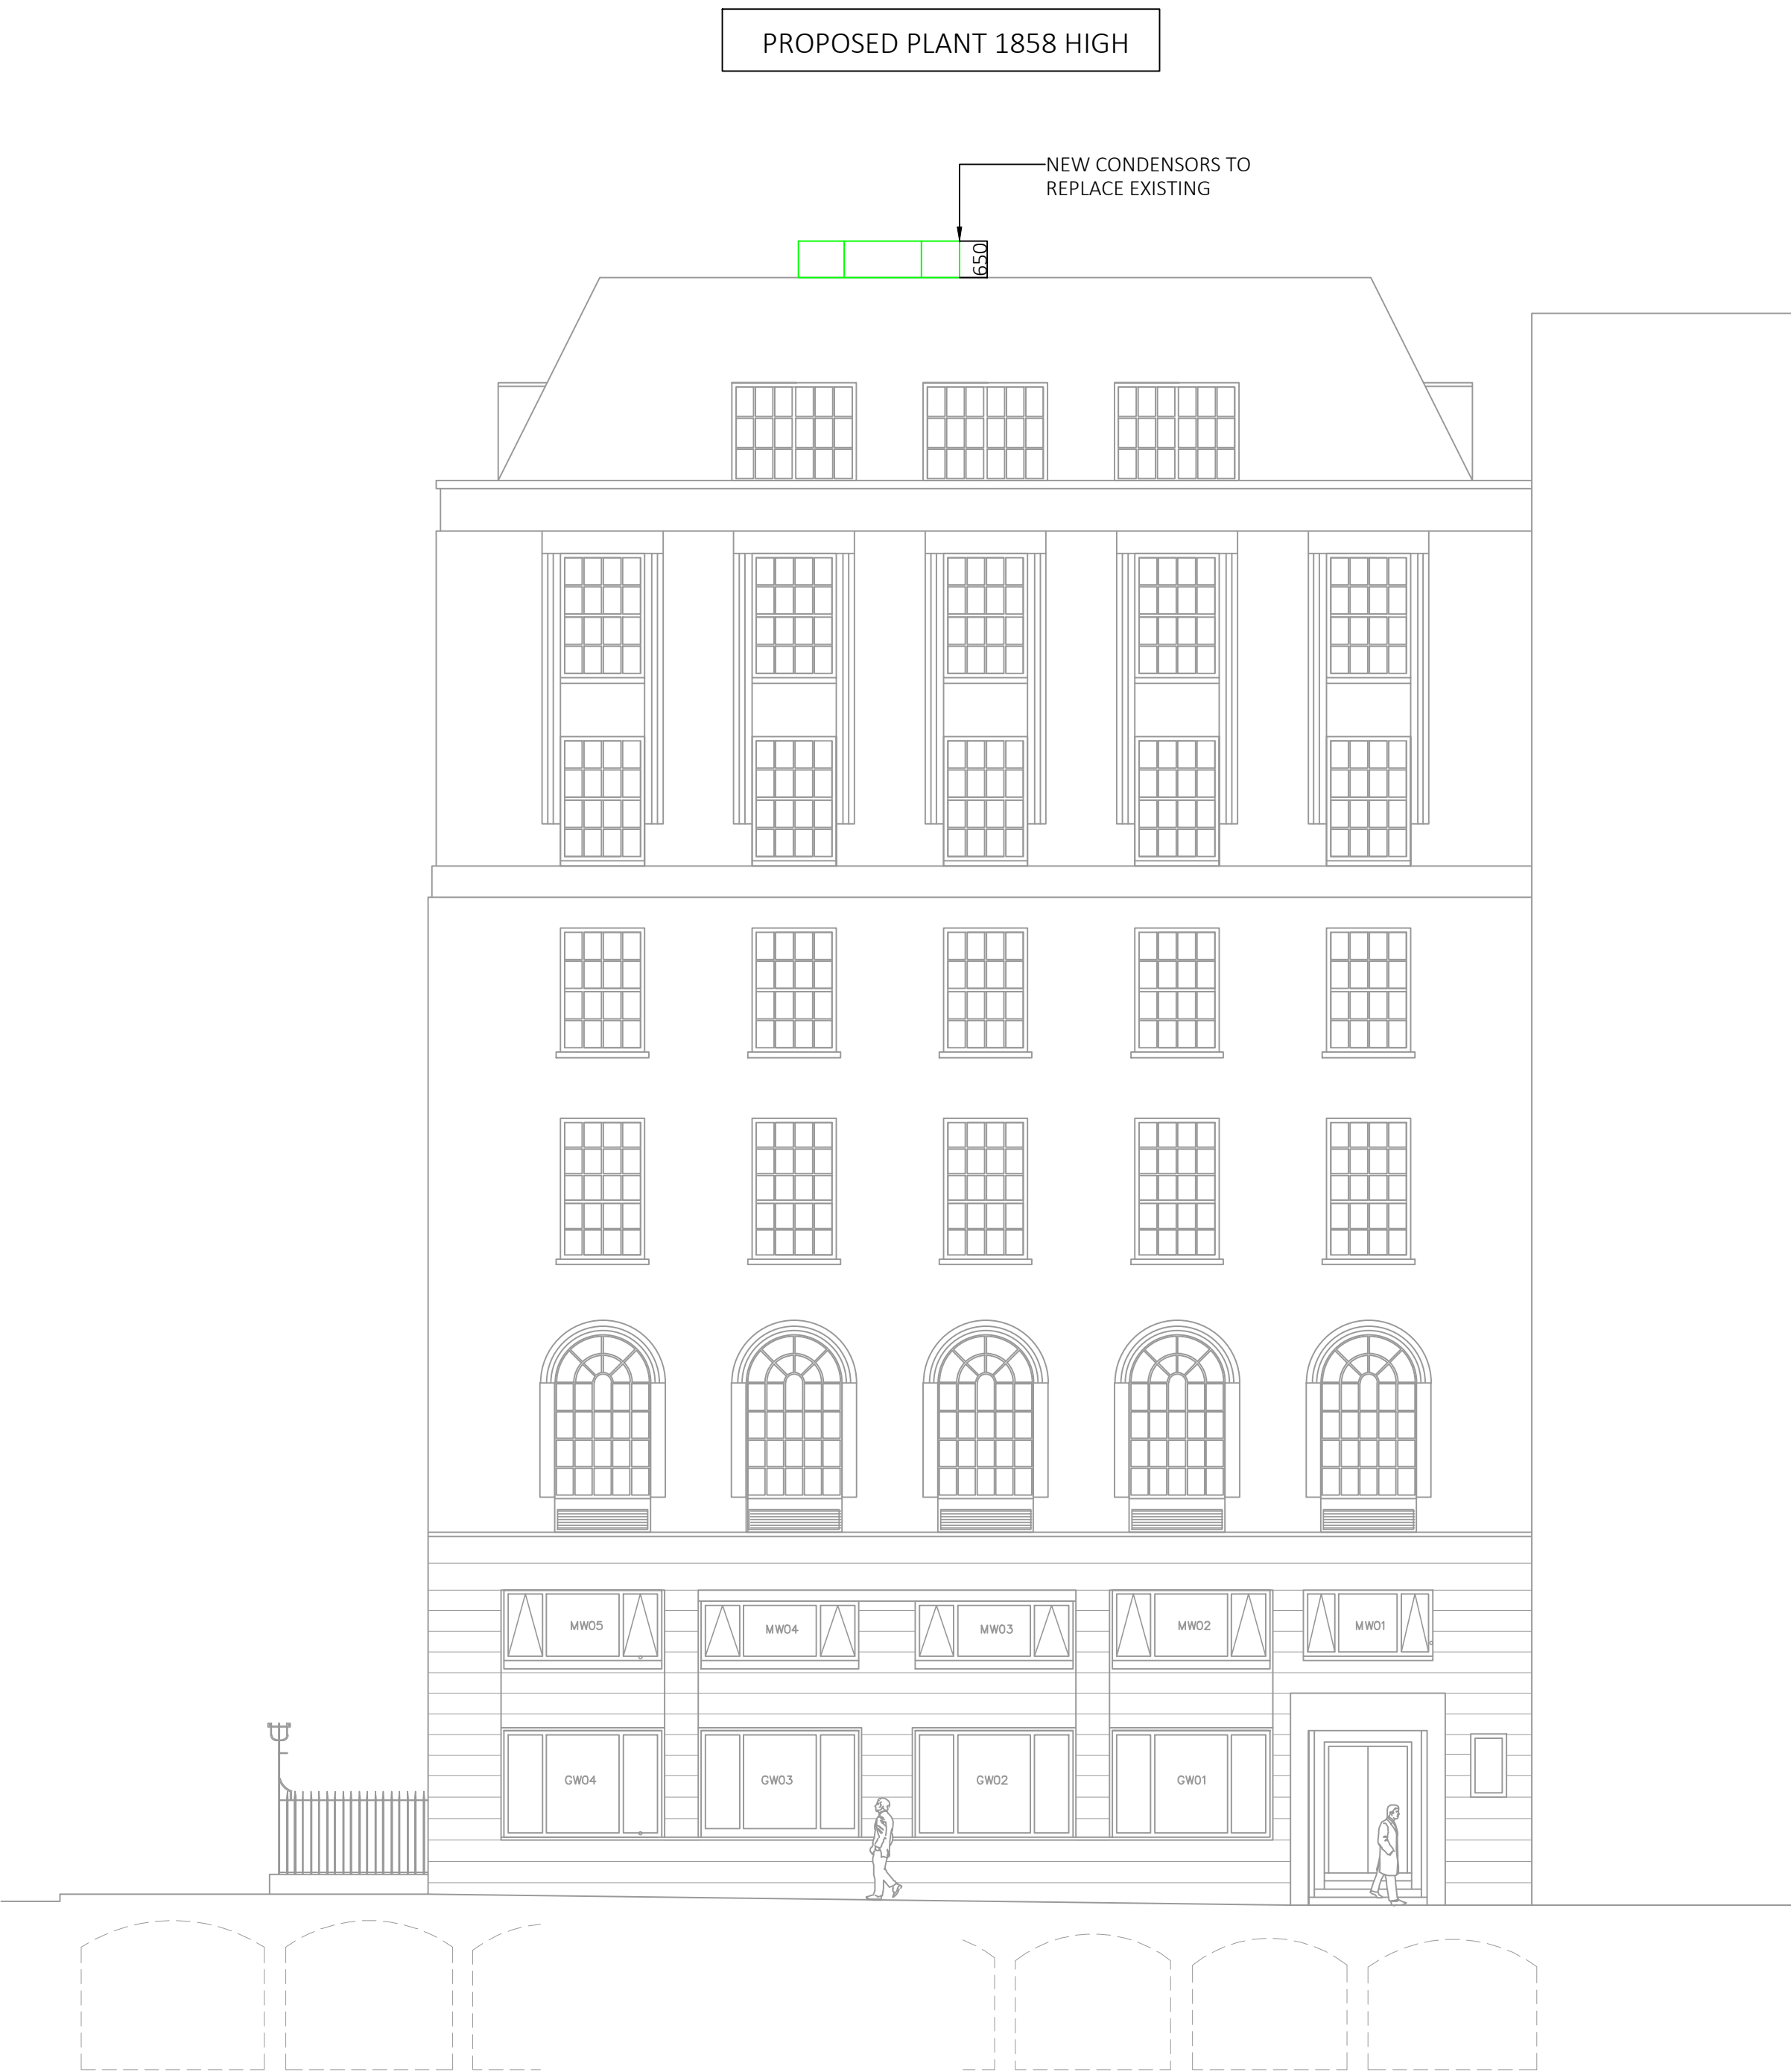 PROPOSED PLANT 1858 HIGH
NEW CONDENSORS TO
REPLACE EXISTING
650
MW05
MW04
MW03
MW02
MW01
GW04
GW03
GW02
GW01